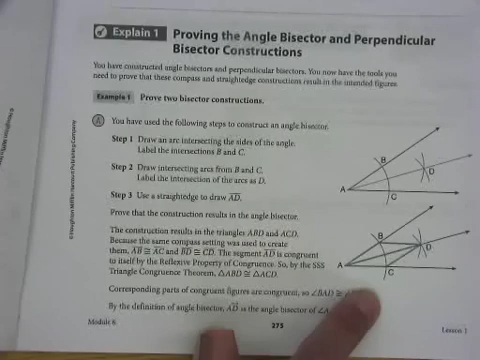 Explain 1 Proving the Angle Bisector and Perpendicular
Bisector Constructions
You have constructed angle bisectors and perpendicular bisectors. You now have the tools you
need to prove that these compass and straightedge constructions result in the intended figures.
Example 1 Prove two bisector constructions.
A You have used the following steps to construct an angle bisector.
Step 1 Draw an arc intersecting the sides of the angle.
Label the intersections B and C.
Step 2 Draw intersecting arcs from B and C.
Label the intersection of the arcs as D.
Step 3 Use a straightedge to draw AD.
A
B
C
D
Prove that the construction results in the angle bisector.
The construction results in the triangles ABD and ACD.
Because the same compass setting was used to create
them, AB ≅ AC and BD ≅ CD. The segment AD is congruent
to itself by the Reflexive Property of Congruence. So, by the SSS
Triangle Congruence Theorem, △ABD ≅ △ACD.
A
B
C
D
Corresponding parts of congruent figures are congruent, so ∠BAD ≅
By the definition of angle bisector, AD is the angle bisector of ∠A
Module 6
275
Lesson 1
© Houghton Mifflin Harcourt Publishing Company